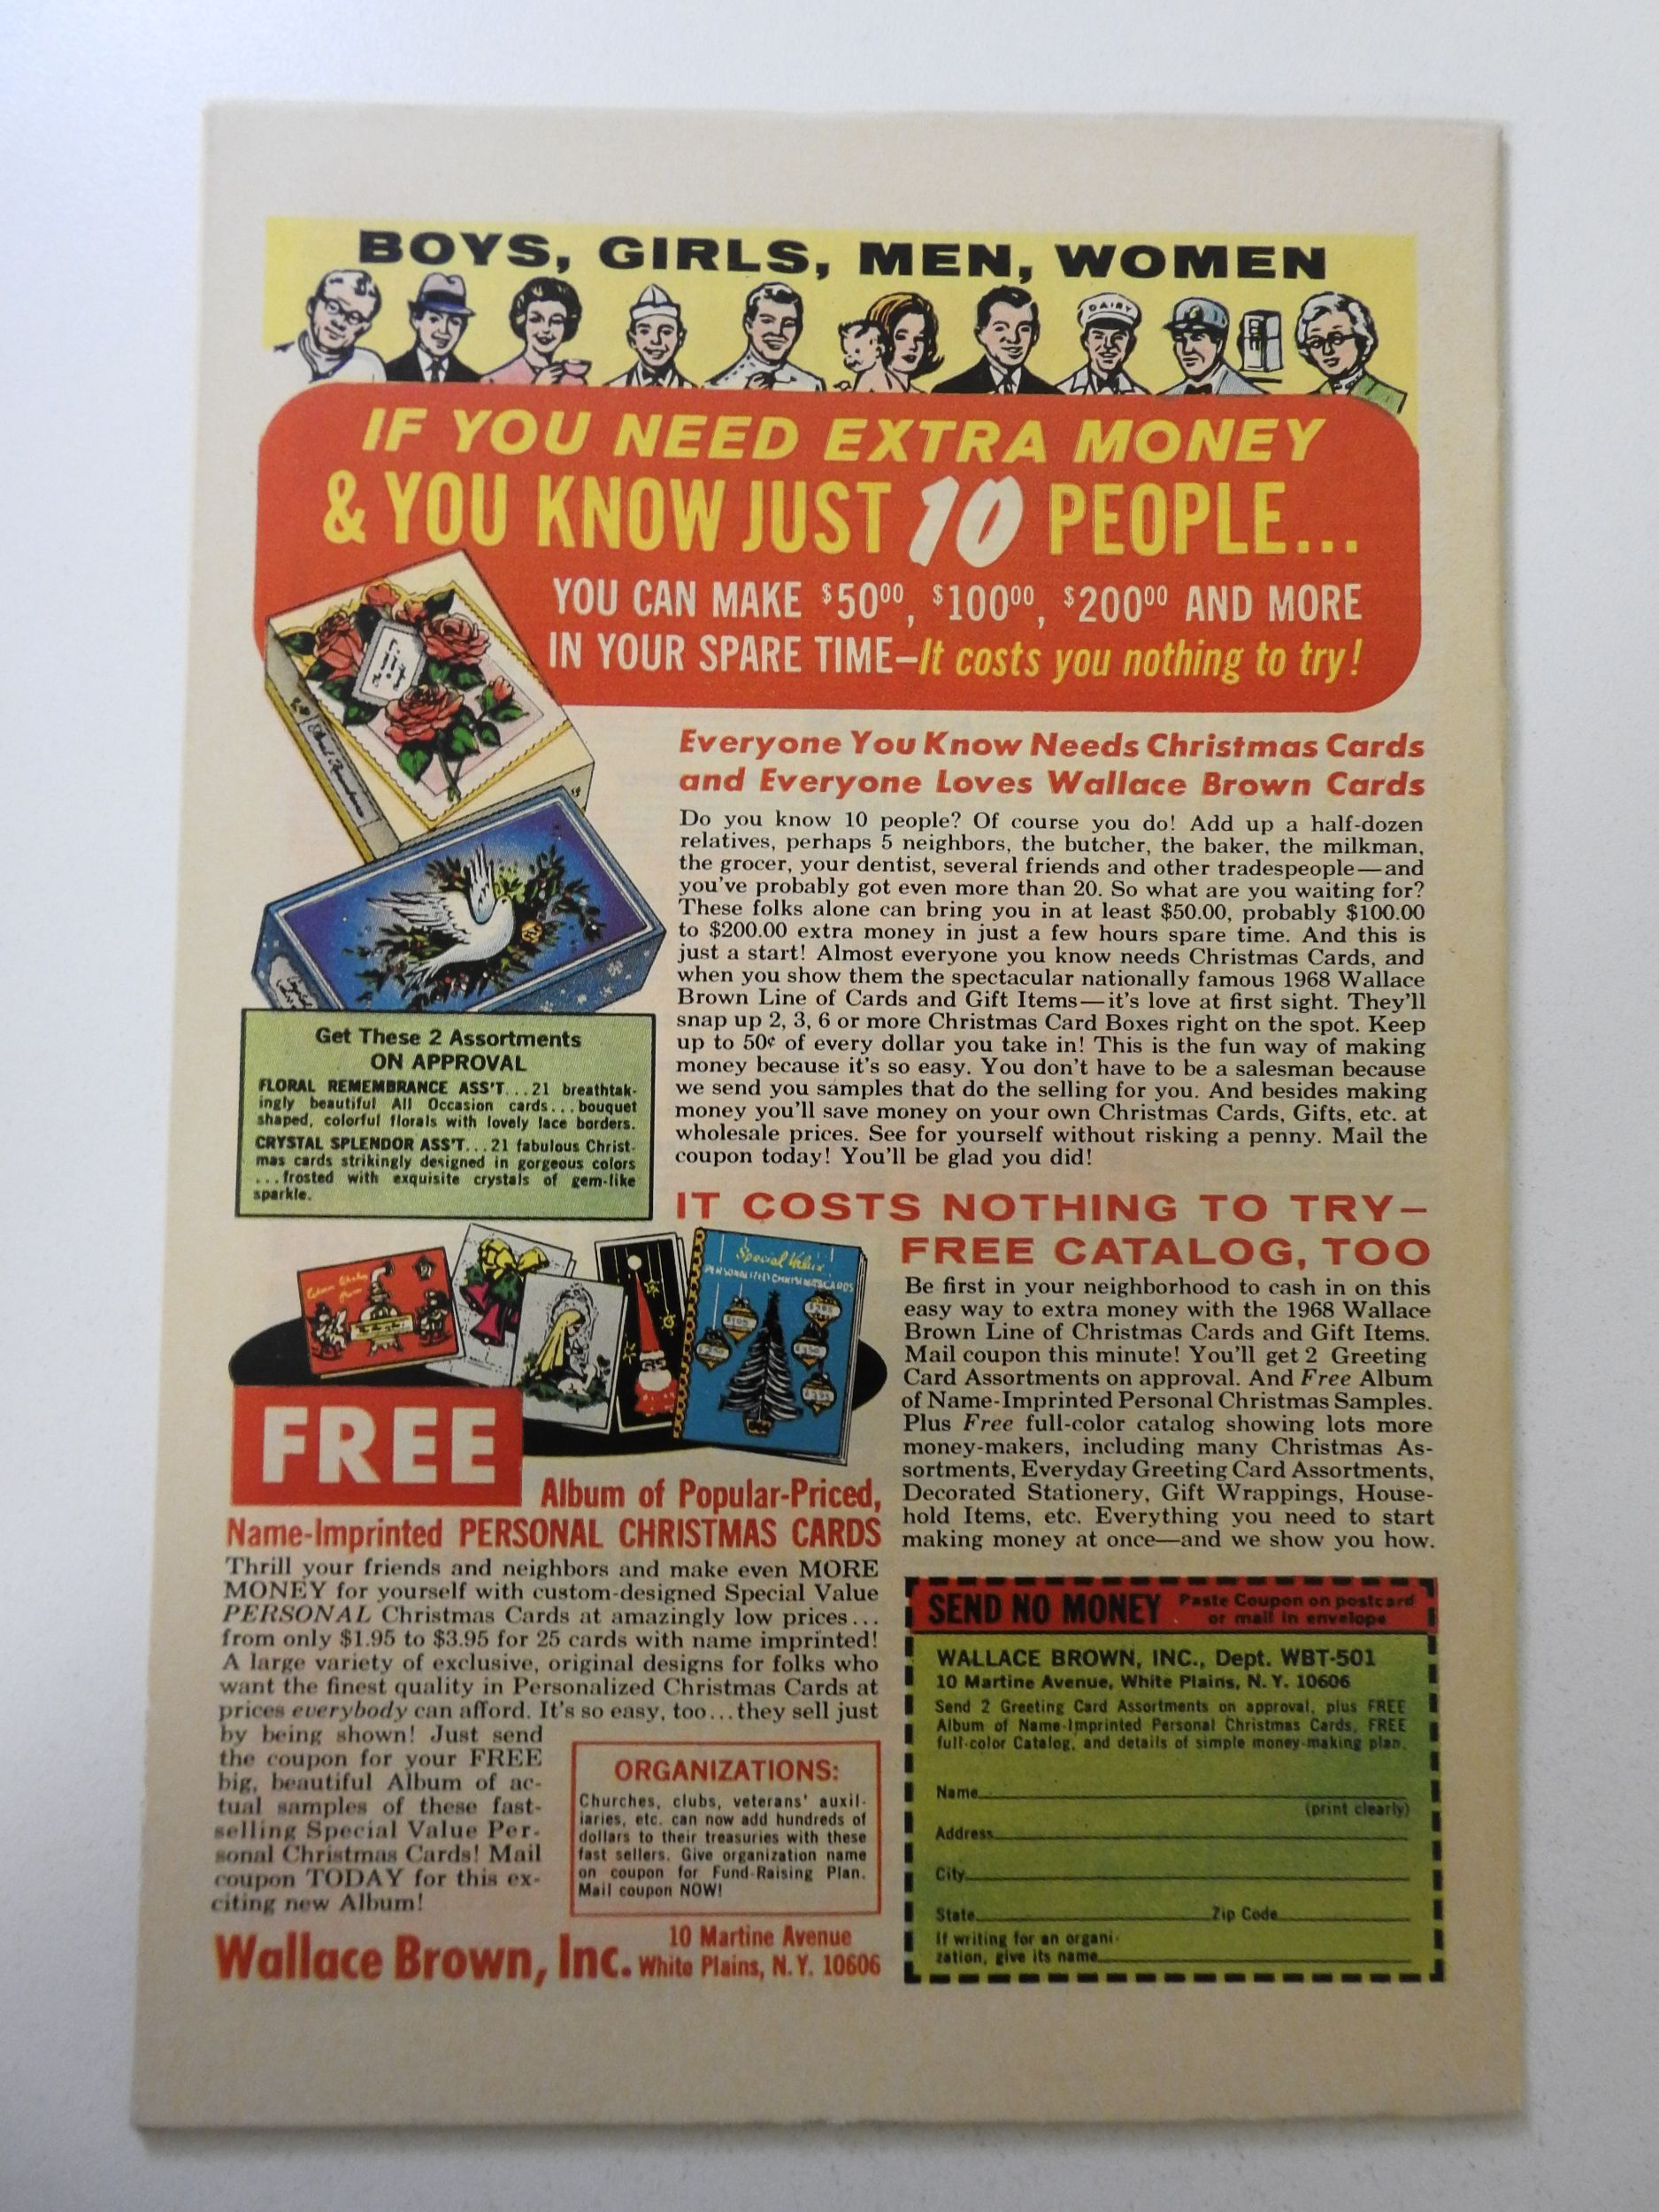 BOYS, GIRLS, MEN, WOMEN
DAIRY
IF YOU NEED EXTRA MONEY
& YOU KNOW JUST 10 PEOPLE...
YOU CAN MAKE $50⁰⁰, $100⁰⁰, $200⁰⁰ AND MORE
IN YOUR SPARE TIME—It costs you nothing to try!
Everyone You Know Needs Christmas Cards
and Everyone Loves Wallace Brown Cards
Do you know 10 people? Of course you do! Add up a half-dozen
relatives, perhaps 5 neighbors, the butcher, the baker, the milkman,
the grocer, your dentist, several friends and other tradespeople—and
you've probably got even more than 20. So what are you waiting for?
These folks alone can bring you in at least $50.00, probably $100.00
to $200.00 extra money in just a few hours spare time. And this is
just a start! Almost everyone you know needs Christmas Cards, and
when you show them the spectacular nationally famous 1968 Wallace
Brown Line of Cards and Gift Items—it's love at first sight. They'll
snap up 2, 3, 6 or more Christmas Card Boxes right on the spot. Keep
up to 50¢ of every dollar you take in! This is the fun way of making
money because it's so easy. You don't have to be a salesman because
we send you samples that do the selling for you. And besides making
money you'll save money on your own Christmas Cards, Gifts, etc. at
wholesale prices. See for yourself without risking a penny. Mail the
coupon today! You'll be glad you did!
Get These 2 Assortments
ON APPROVAL
FLORAL REMEMBRANCE ASS'T...21 breathtak-
ingly beautiful All Occasion cards...bouquet
shaped, colorful florals with lovely lace borders.
CRYSTAL SPLENDOR ASS'T...21 fabulous Christ-
mas cards strikingly designed in gorgeous colors
...frosted with exquisite crystals of gem-like
sparkle.
IT COSTS NOTHING TO TRY—
FREE CATALOG, TOO
Be first in your neighborhood to cash in on this
easy way to extra money with the 1968 Wallace
Brown Line of Christmas Cards and Gift Items.
Mail coupon this minute! You'll get 2 Greeting
Card Assortments on approval. And Free Album
of Name-Imprinted Personal Christmas Samples.
Plus Free full-color catalog showing lots more
money-makers, including many Christmas As-
sortments, Everyday Greeting Card Assortments,
Decorated Stationery, Gift Wrappings, House-
hold Items, etc. Everything you need to start
making money at once—and we show you how.
Special Value
PERSONALIZED CHRISTMAS CARDS
FREE
Album of Popular-Priced,
Name-Imprinted PERSONAL CHRISTMAS CARDS
Thrill your friends and neighbors and make even MORE
MONEY for yourself with custom-designed Special Value
PERSONAL Christmas Cards at amazingly low prices...
from only $1.95 to $3.95 for 25 cards with name imprinted!
A large variety of exclusive, original designs for folks who
want the finest quality in Personalized Christmas Cards at
prices everybody can afford. It's so easy, too...they sell just
by being shown! Just send
the coupon for your FREE
big, beautiful Album of ac-
tual samples of these fast-
selling Special Value Per-
sonal Christmas Cards! Mail
coupon TODAY for this ex-
citing new Album!
ORGANIZATIONS:
Churches, clubs, veterans' auxil-
iaries, etc. can now add hundreds of
dollars to their treasuries with these
fast sellers. Give organization name
on coupon for Fund-Raising Plan.
Mail coupon NOW!
Wallace Brown, Inc.
10 Martine Avenue
White Plains, N.Y. 10606
SEND NO MONEY
Paste Coupon on postcard
or mail in envelope
WALLACE BROWN, INC., Dept. WBT-501
10 Martine Avenue, White Plains, N.Y. 10606
Send 2 Greeting Card Assortments on approval, plus FREE
Album of Name-Imprinted Personal Christmas Cards, FREE
full-color Catalog, and details of simple money-making plan.
Name
(print clearly)
Address
City
State Zip Code
If writing for an organi-
zation, give its name